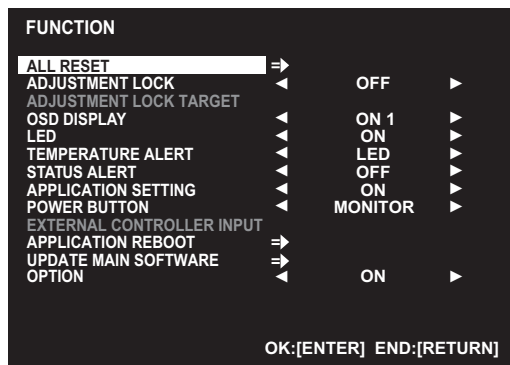 FUNCTION
ALL RESET
ADJUSTMENT LOCK OFF
ADJUSTMENT LOCK TARGET
OSD DISPLAY ON 1
LED ON
TEMPERATURE ALERT LED
STATUS ALERT OFF
APPLICATION SETTING ON
POWER BUTTON MONITOR
EXTERNAL CONTROLLER INPUT
APPLICATION REBOOT
UPDATE MAIN SOFTWARE
OPTION ON
OK:[ENTER] END:[RETURN]